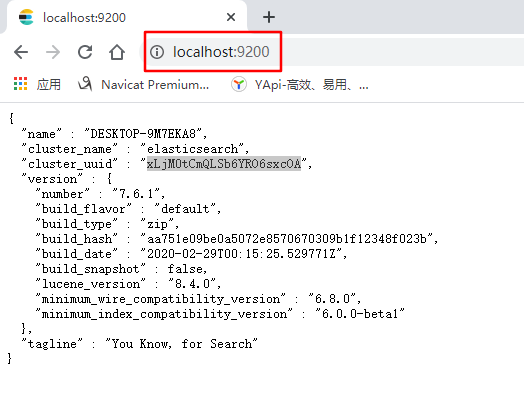 localhost:9200
localhost:9200
应用 Navicat Premium... YApi-高效、易用、...
{
  "name" : "DESKTOP-9M7EKA8",
  "cluster_name" : "elasticsearch",
  "cluster_uuid" : "xLjMOtCmQLSb6YRO6sxcOA",
  "version" : {
    "number" : "7.6.1",
    "build_flavor" : "default",
    "build_type" : "zip",
    "build_hash" : "aa751e09be0a5072e8570670309b1f12348f023b",
    "build_date" : "2020-02-29T00:15:25.529771Z",
    "build_snapshot" : false,
    "lucene_version" : "8.4.0",
    "minimum_wire_compatibility_version" : "6.8.0",
    "minimum_index_compatibility_version" : "6.0.0-beta1"
  },
  "tagline" : "You Know, for Search"
}